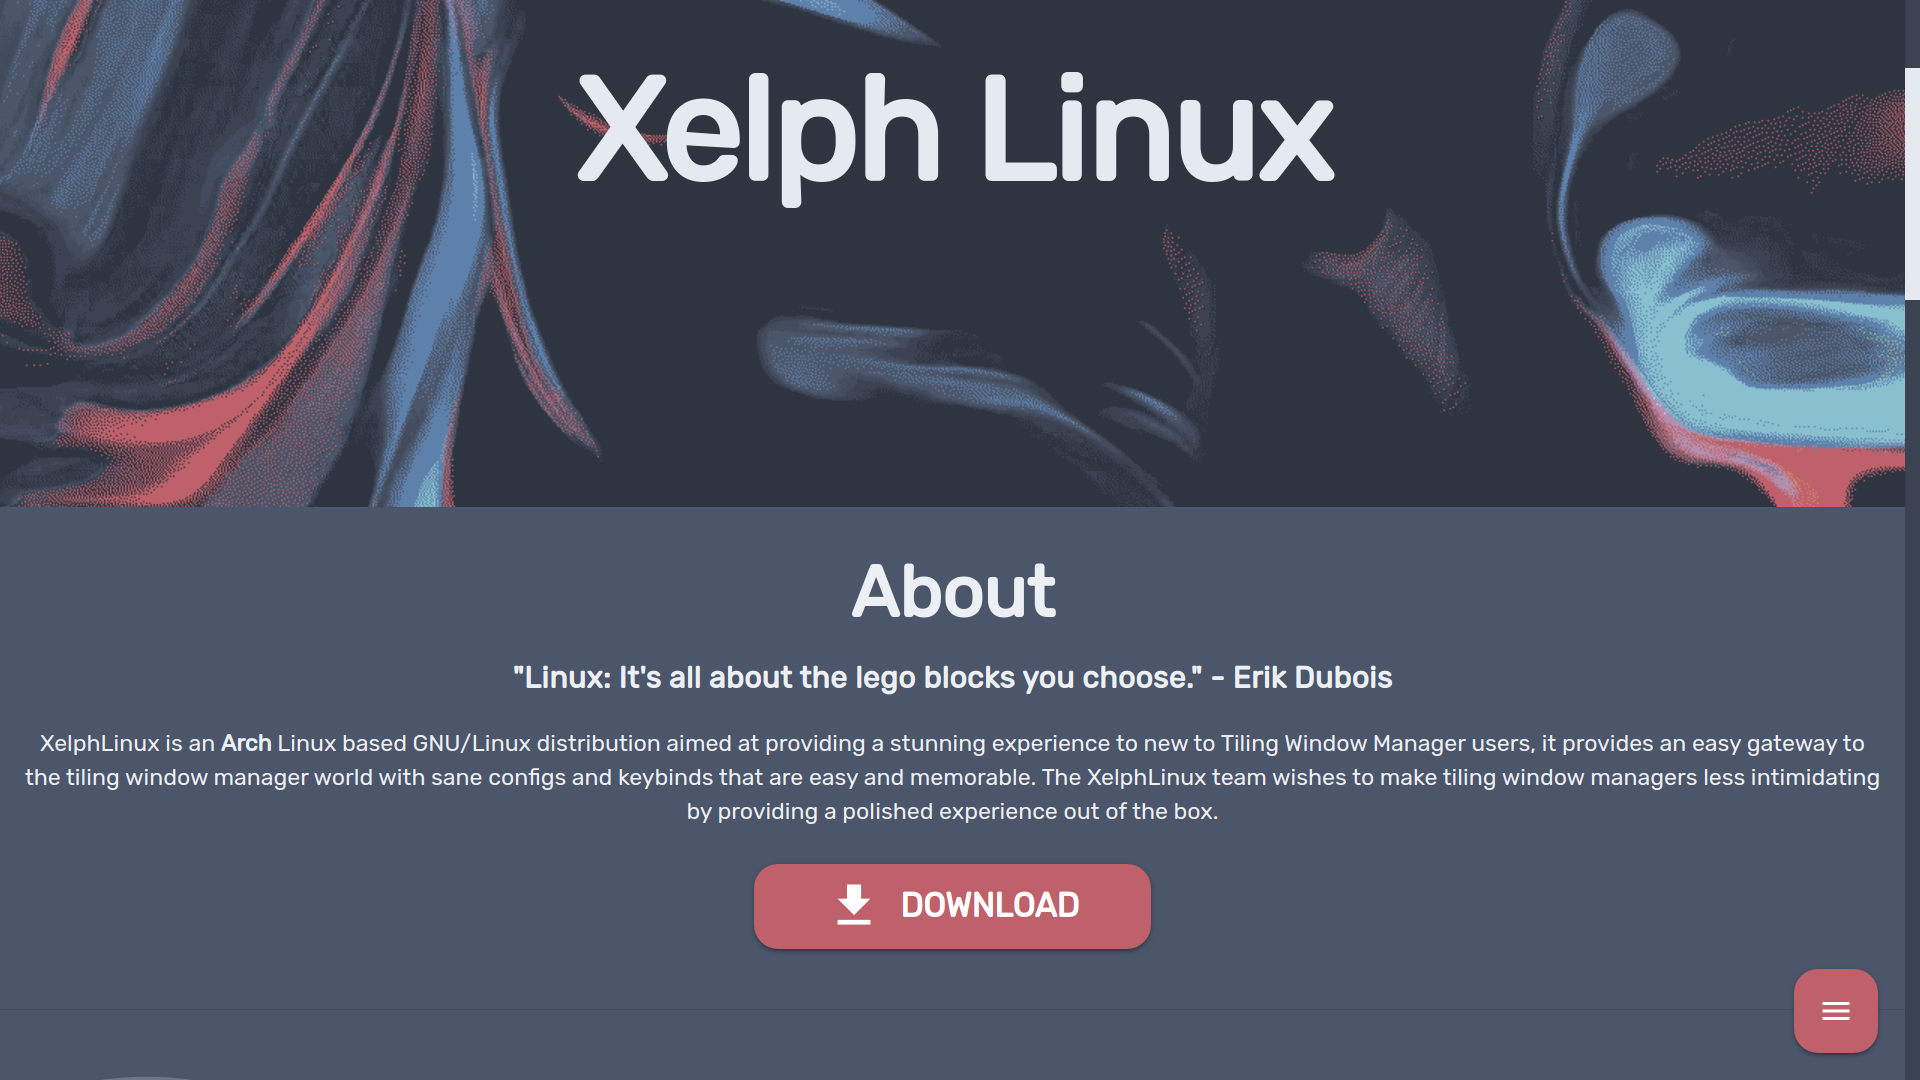 Xelph Linux
About
"Linux: It's all about the lego blocks you choose." - Erik Dubois
XelphLinux is an Arch Linux based GNU/Linux distribution aimed at providing a stunning experience to new to Tiling Window Manager users, it provides an easy gateway to
the tiling window manager world with sane configs and keybinds that are easy and memorable. The XelphLinux team wishes to make tiling window managers less intimidating
by providing a polished experience out of the box.
DOWNLOAD